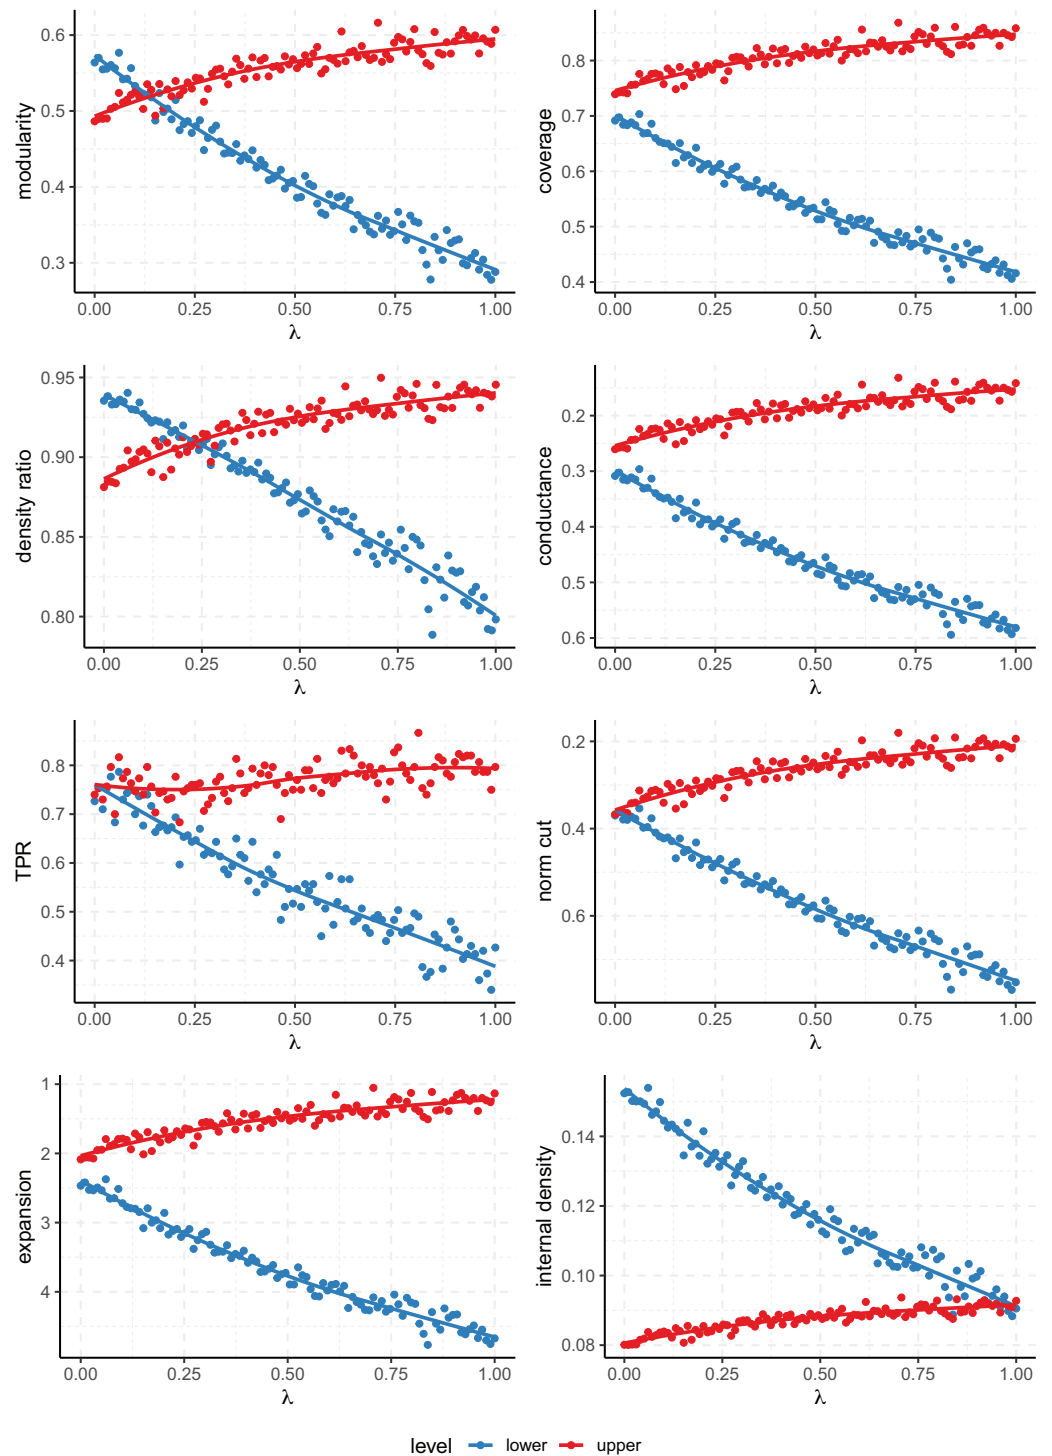 modularity
0.6
0.5
0.4
0.3
0.00 0.25 0.50 0.75 1.00
λ
coverage
0.8
0.7
0.6
0.5
0.4
0.00 0.25 0.50 0.75 1.00
λ
density ratio
0.95
0.90
0.85
0.80
0.00 0.25 0.50 0.75 1.00
λ
conductance
0.2
0.3
0.4
0.5
0.6
0.00 0.25 0.50 0.75 1.00
λ
TPR
0.8
0.7
0.6
0.5
0.4
0.00 0.25 0.50 0.75 1.00
λ
norm cut
0.2
0.4
0.6
0.00 0.25 0.50 0.75 1.00
λ
expansion
1
2
3
4
0.00 0.25 0.50 0.75 1.00
λ
internal density
0.14
0.12
0.10
0.08
0.00 0.25 0.50 0.75 1.00
λ
level lower upper